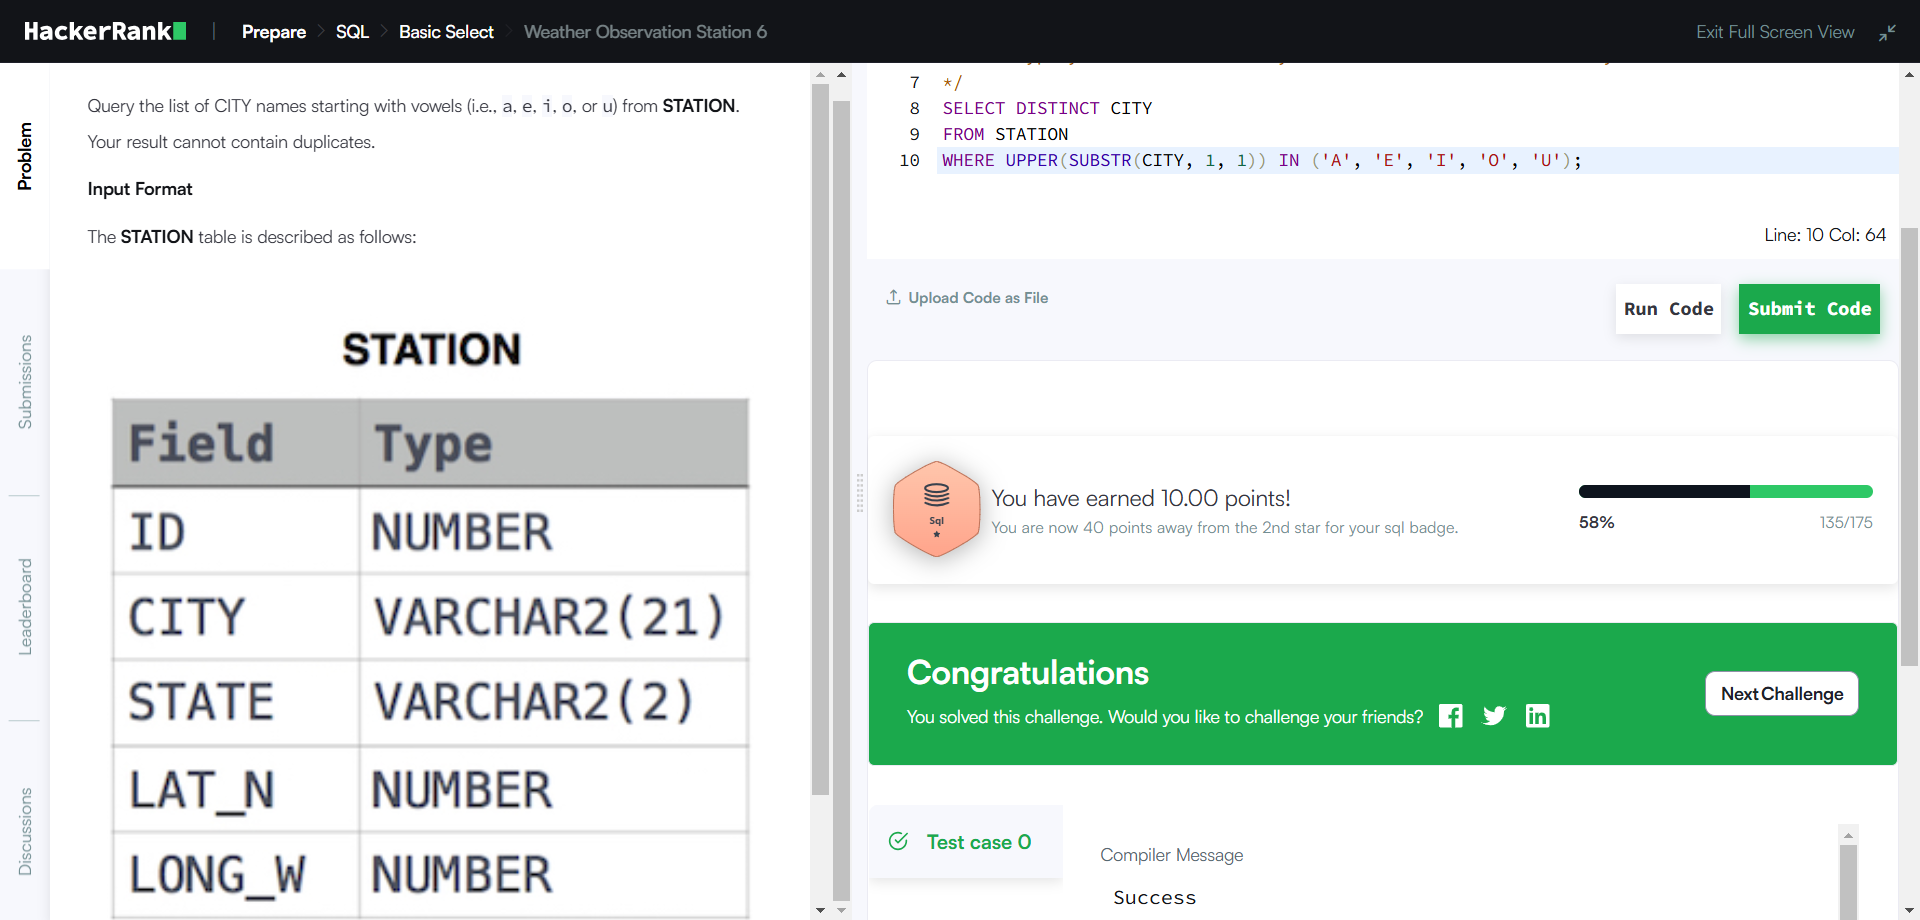 HackerRank | Prepare > SQL > Basic Select > Weather Observation Station 6
Exit Full Screen View
Problem
Submissions
Leaderboard
Discussions
Query the list of CITY names starting with vowels (i.e., a, e, i, o, or u) from STATION.
Your result cannot contain duplicates.
Input Format
The STATION table is described as follows:
STATION
Field Type
ID NUMBER
CITY VARCHAR2(21)
STATE VARCHAR2(2)
LAT_N NUMBER
LONG_W NUMBER
7 */
8 SELECT DISTINCT CITY
9 FROM STATION
10 WHERE UPPER(SUBSTR(CITY, 1, 1)) IN ('A', 'E', 'I', 'O', 'U');
Line: 10 Col: 64
Upload Code as File
Run Code
Submit Code
Sql
You have earned 10.00 points!
You are now 40 points away from the 2nd star for your sql badge.
58% 135/175
Congratulations
You solved this challenge. Would you like to challenge your friends?
Next Challenge
Test case 0
Compiler Message
Success